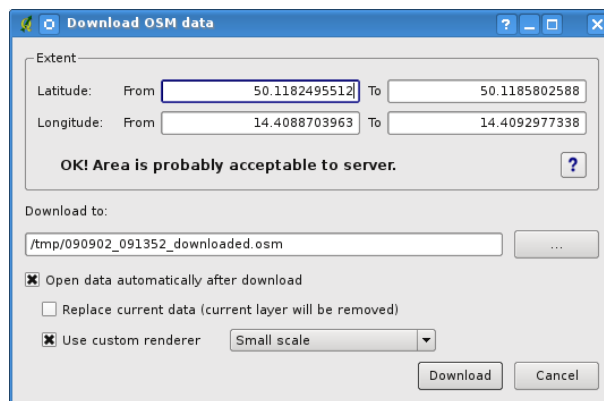 Download OSM data
Extent
Latitude: From 50.1182495512 To 50.1185802588
Longitude: From 14.4088703963 To 14.4092977338
OK! Area is probably acceptable to server.
?
Download to:
/tmp/090902_091352_downloaded.osm
...
Open data automatically after download
Replace current data (current layer will be removed)
Use custom renderer Small scale
Download Cancel